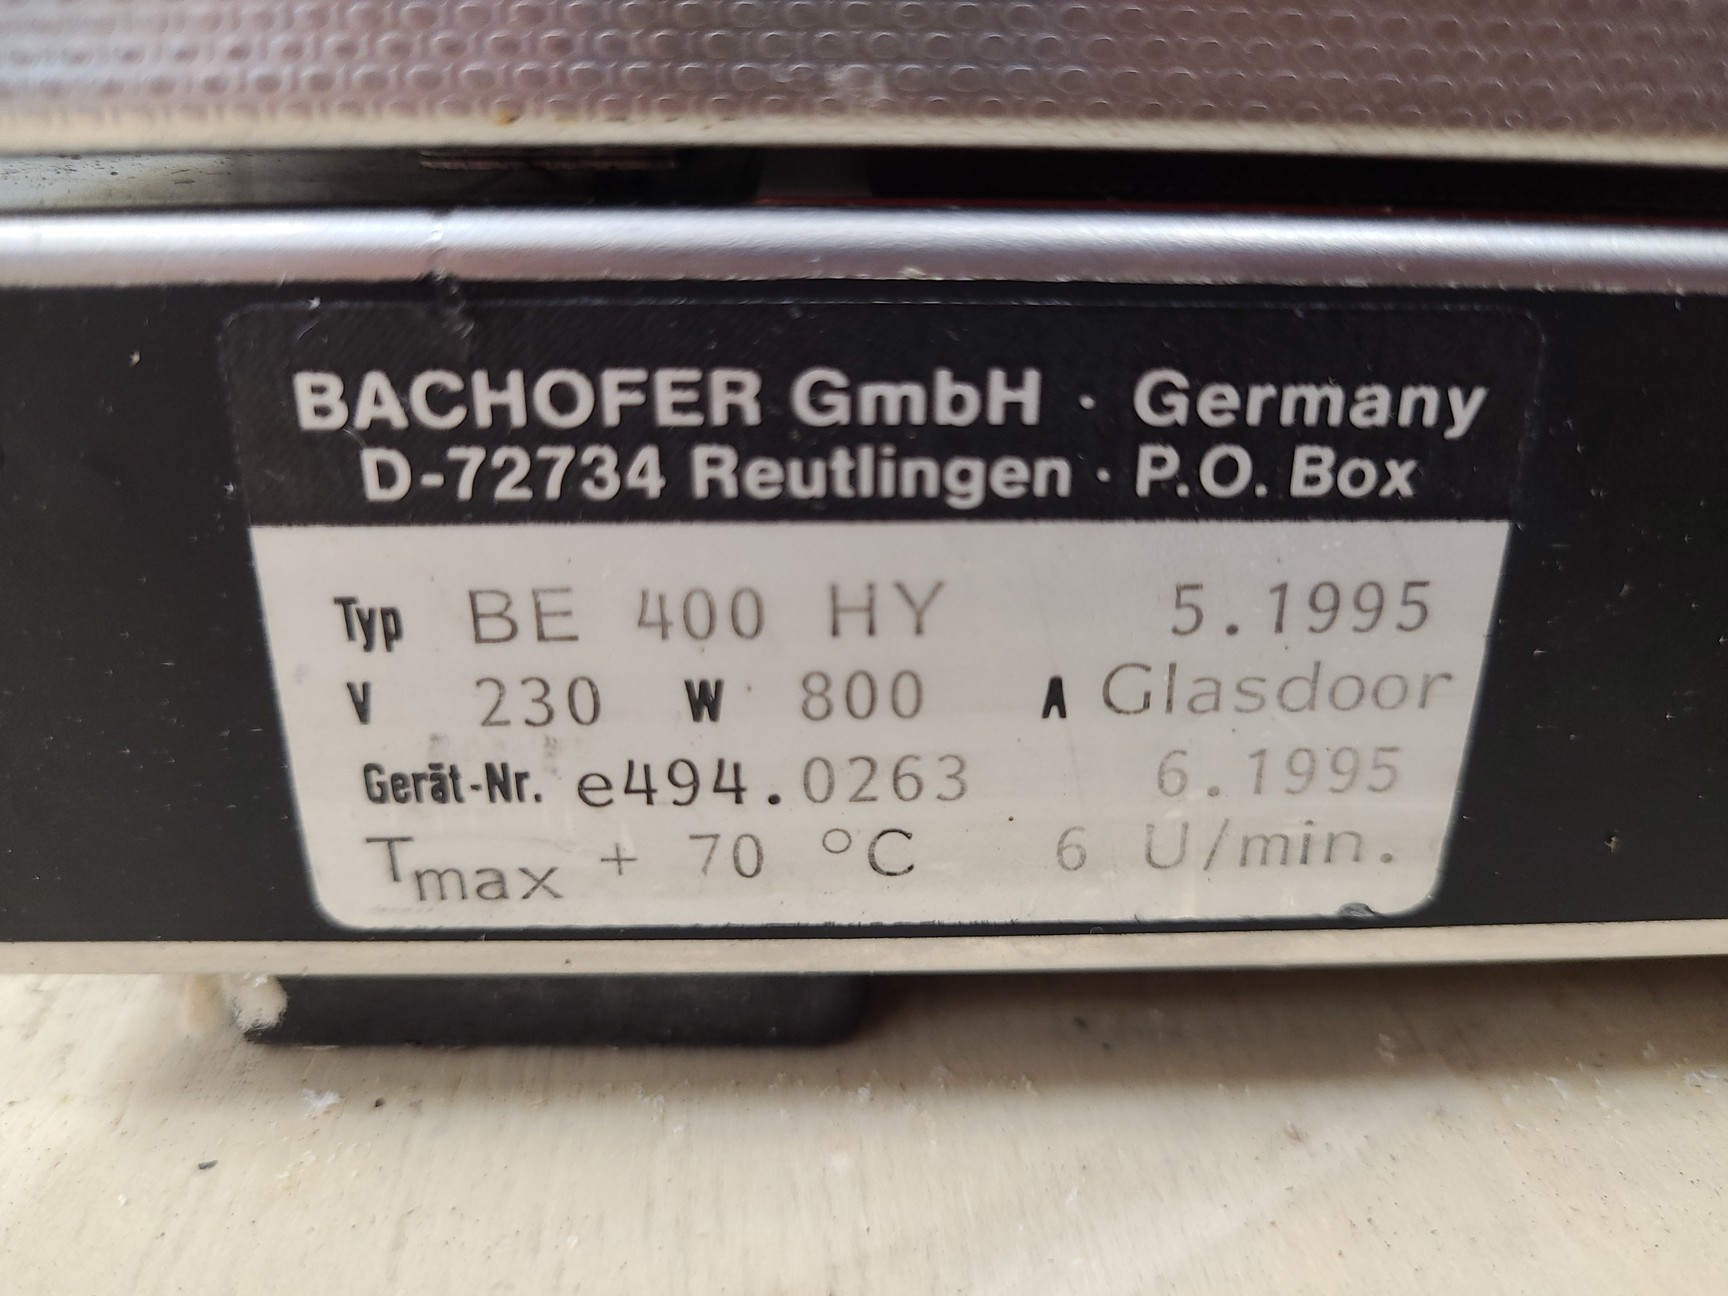 BACHOFER GmbH · Germany
D-72734 Reutlingen · P.O. Box
Typ BE 400 HY 5.1995
V 230 W 800 A Glasdoor
Gerät-Nr. e494.0263 6.1995
Tmax + 70 °C 6 U/min.